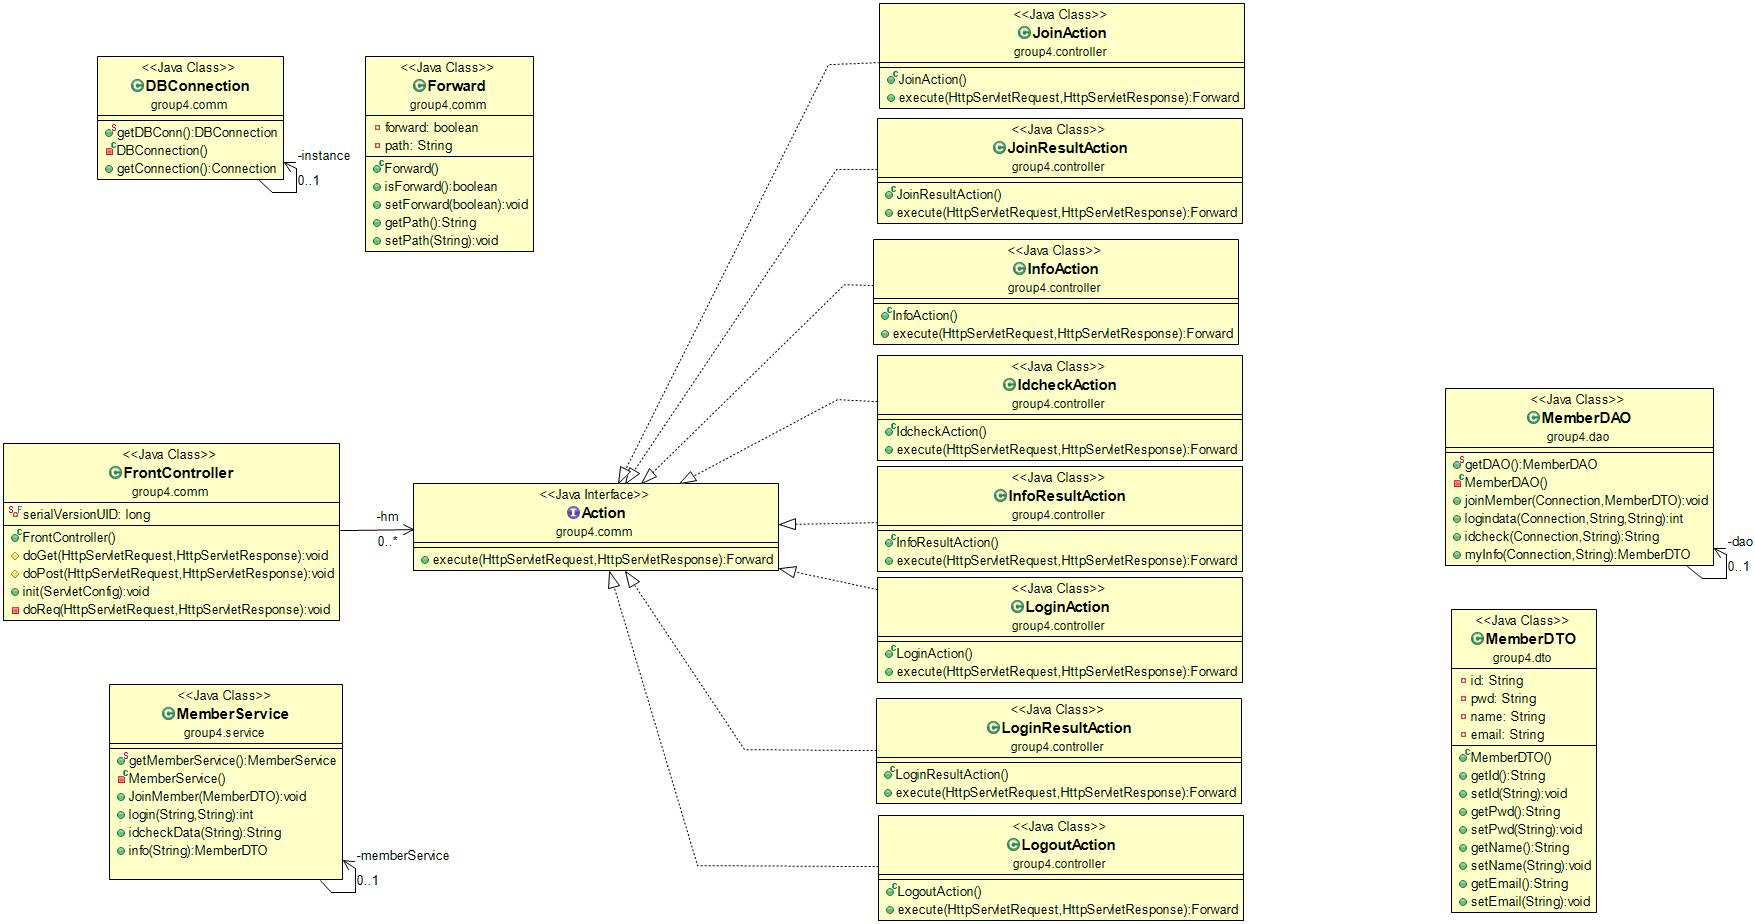 <<Java Class>>
DBConnection
group4.comm
getDBConn():DBConnection
DBConnection()
getConnection():Connection
-instance
0..1
<<Java Class>>
Forward
group4.comm
forward: boolean
path: String
Forward()
isForward():boolean
setForward(boolean):void
getPath():String
setPath(String):void
<<Java Class>>
JoinAction
group4.controller
JoinAction()
execute(HttpServletRequest,HttpServletResponse):Forward
<<Java Class>>
JoinResultAction
group4.controller
JoinResultAction()
execute(HttpServletRequest,HttpServletResponse):Forward
<<Java Class>>
InfoAction
group4.controller
InfoAction()
execute(HttpServletRequest,HttpServletResponse):Forward
<<Java Class>>
IdcheckAction
group4.controller
IdcheckAction()
execute(HttpServletRequest,HttpServletResponse):Forward
<<Java Class>>
FrontController
group4.comm
serialVersionUID: long
FrontController()
doGet(HttpServletRequest,HttpServletResponse):void
doPost(HttpServletRequest,HttpServletResponse):void
init(ServletConfig):void
doReq(HttpServletRequest,HttpServletResponse):void
-hm
0..*
<<Java Interface>>
Action
group4.comm
execute(HttpServletRequest,HttpServletResponse):Forward
<<Java Class>>
InfoResultAction
group4.controller
InfoResultAction()
execute(HttpServletRequest,HttpServletResponse):Forward
<<Java Class>>
LoginAction
group4.controller
LoginAction()
execute(HttpServletRequest,HttpServletResponse):Forward
<<Java Class>>
LoginResultAction
group4.controller
LoginResultAction()
execute(HttpServletRequest,HttpServletResponse):Forward
<<Java Class>>
LogoutAction
group4.controller
LogoutAction()
execute(HttpServletRequest,HttpServletResponse):Forward
<<Java Class>>
MemberService
group4.service
getMemberService():MemberService
MemberService()
JoinMember(MemberDTO):void
login(String,String):int
idcheckData(String):String
info(String):MemberDTO
-memberService
0..1
<<Java Class>>
MemberDAO
group4.dao
getDAO():MemberDAO
MemberDAO()
joinMember(Connection,MemberDTO):void
logindata(Connection,String,String):int
idcheck(Connection,String):String
myInfo(Connection,String):MemberDTO
-dao
0..1
<<Java Class>>
MemberDTO
group4.dto
id: String
pwd: String
name: String
email: String
MemberDTO()
getId():String
setId(String):void
getPwd():String
setPwd(String):void
getName():String
setName(String):void
getEmail():String
setEmail(String):void